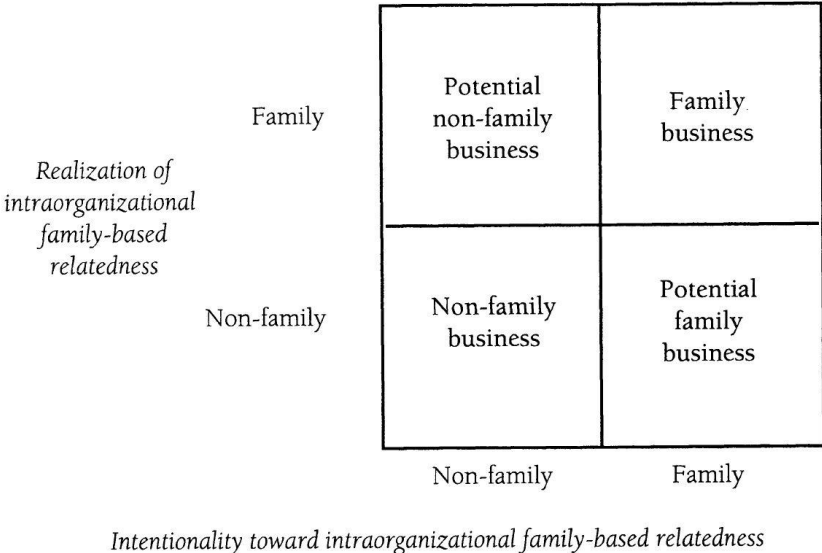 Potential
non-family
business
Family
business
Family
Realization of
intraorganizational
family-based
relatedness
Non-family
Non-family
business
Potential
family
business
Non-family
Family
Intentionality toward intraorganizational family-based relatedness